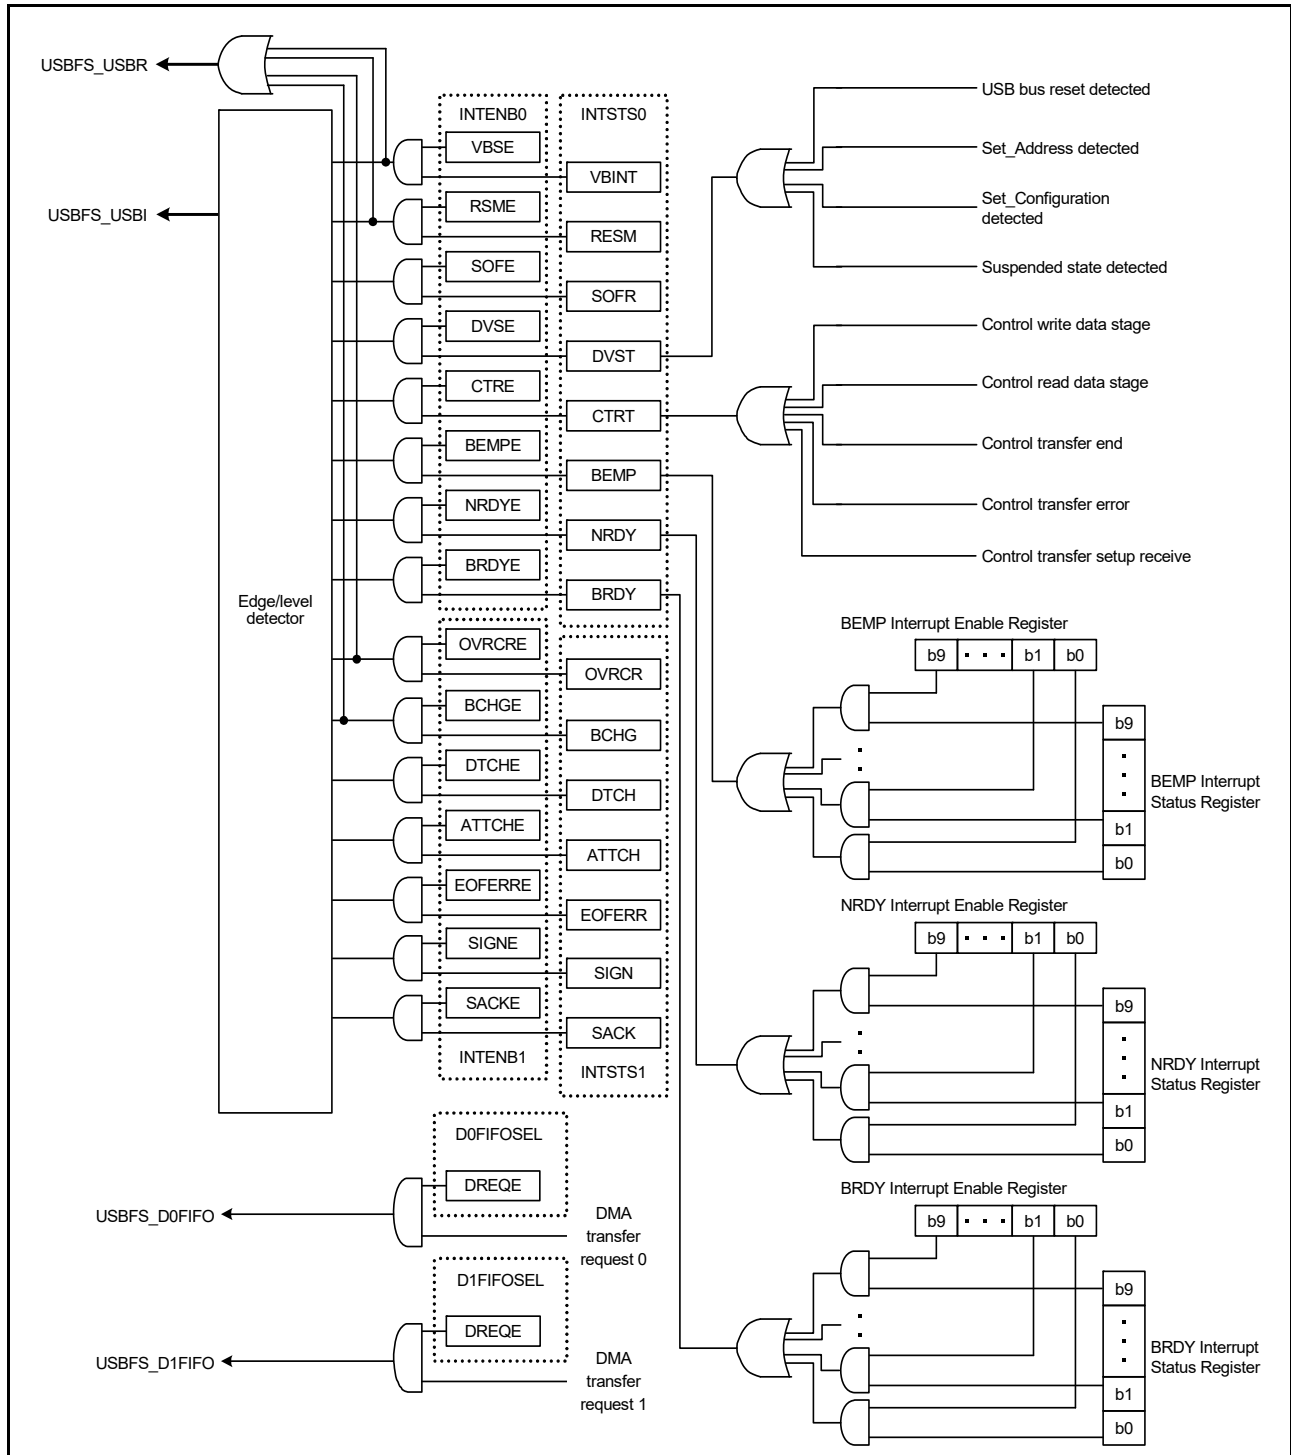 USBFS_USBR
USBFS_USBI
Edge/level
detector
INTENB0
VBSE
RSME
SOFE
DVSE
CTRE
BEMPE
NRDYE
BRDYE
INTSTS0
VBINT
RESM
SOFR
DVST
CTRT
BEMP
NRDY
BRDY
OVRCRE
BCHGE
DTCHE
ATTCHE
EOFERRE
SIGNE
SACKE
INTENB1
OVRCR
BCHG
DTCH
ATTCH
EOFERR
SIGN
SACK
INTSTS1
USB bus reset detected
Set_Address detected
Set_Configuration
detected
Suspended state detected
Control write data stage
Control read data stage
Control transfer end
Control transfer error
Control transfer setup receive
BEMP Interrupt Enable Register
b9 · · · b1 b0
b9
b1
b0
BEMP Interrupt
Status Register
NRDY Interrupt Enable Register
b9 · · · b1 b0
b9
b1
b0
NRDY Interrupt
Status Register
BRDY Interrupt Enable Register
b9 · · · b1 b0
b9
b1
b0
BRDY Interrupt
Status Register
D0FIFOSEL
DREQE
USBFS_D0FIFO
DMA
transfer
request 0
D1FIFOSEL
DREQE
USBFS_D1FIFO
DMA
transfer
request 1